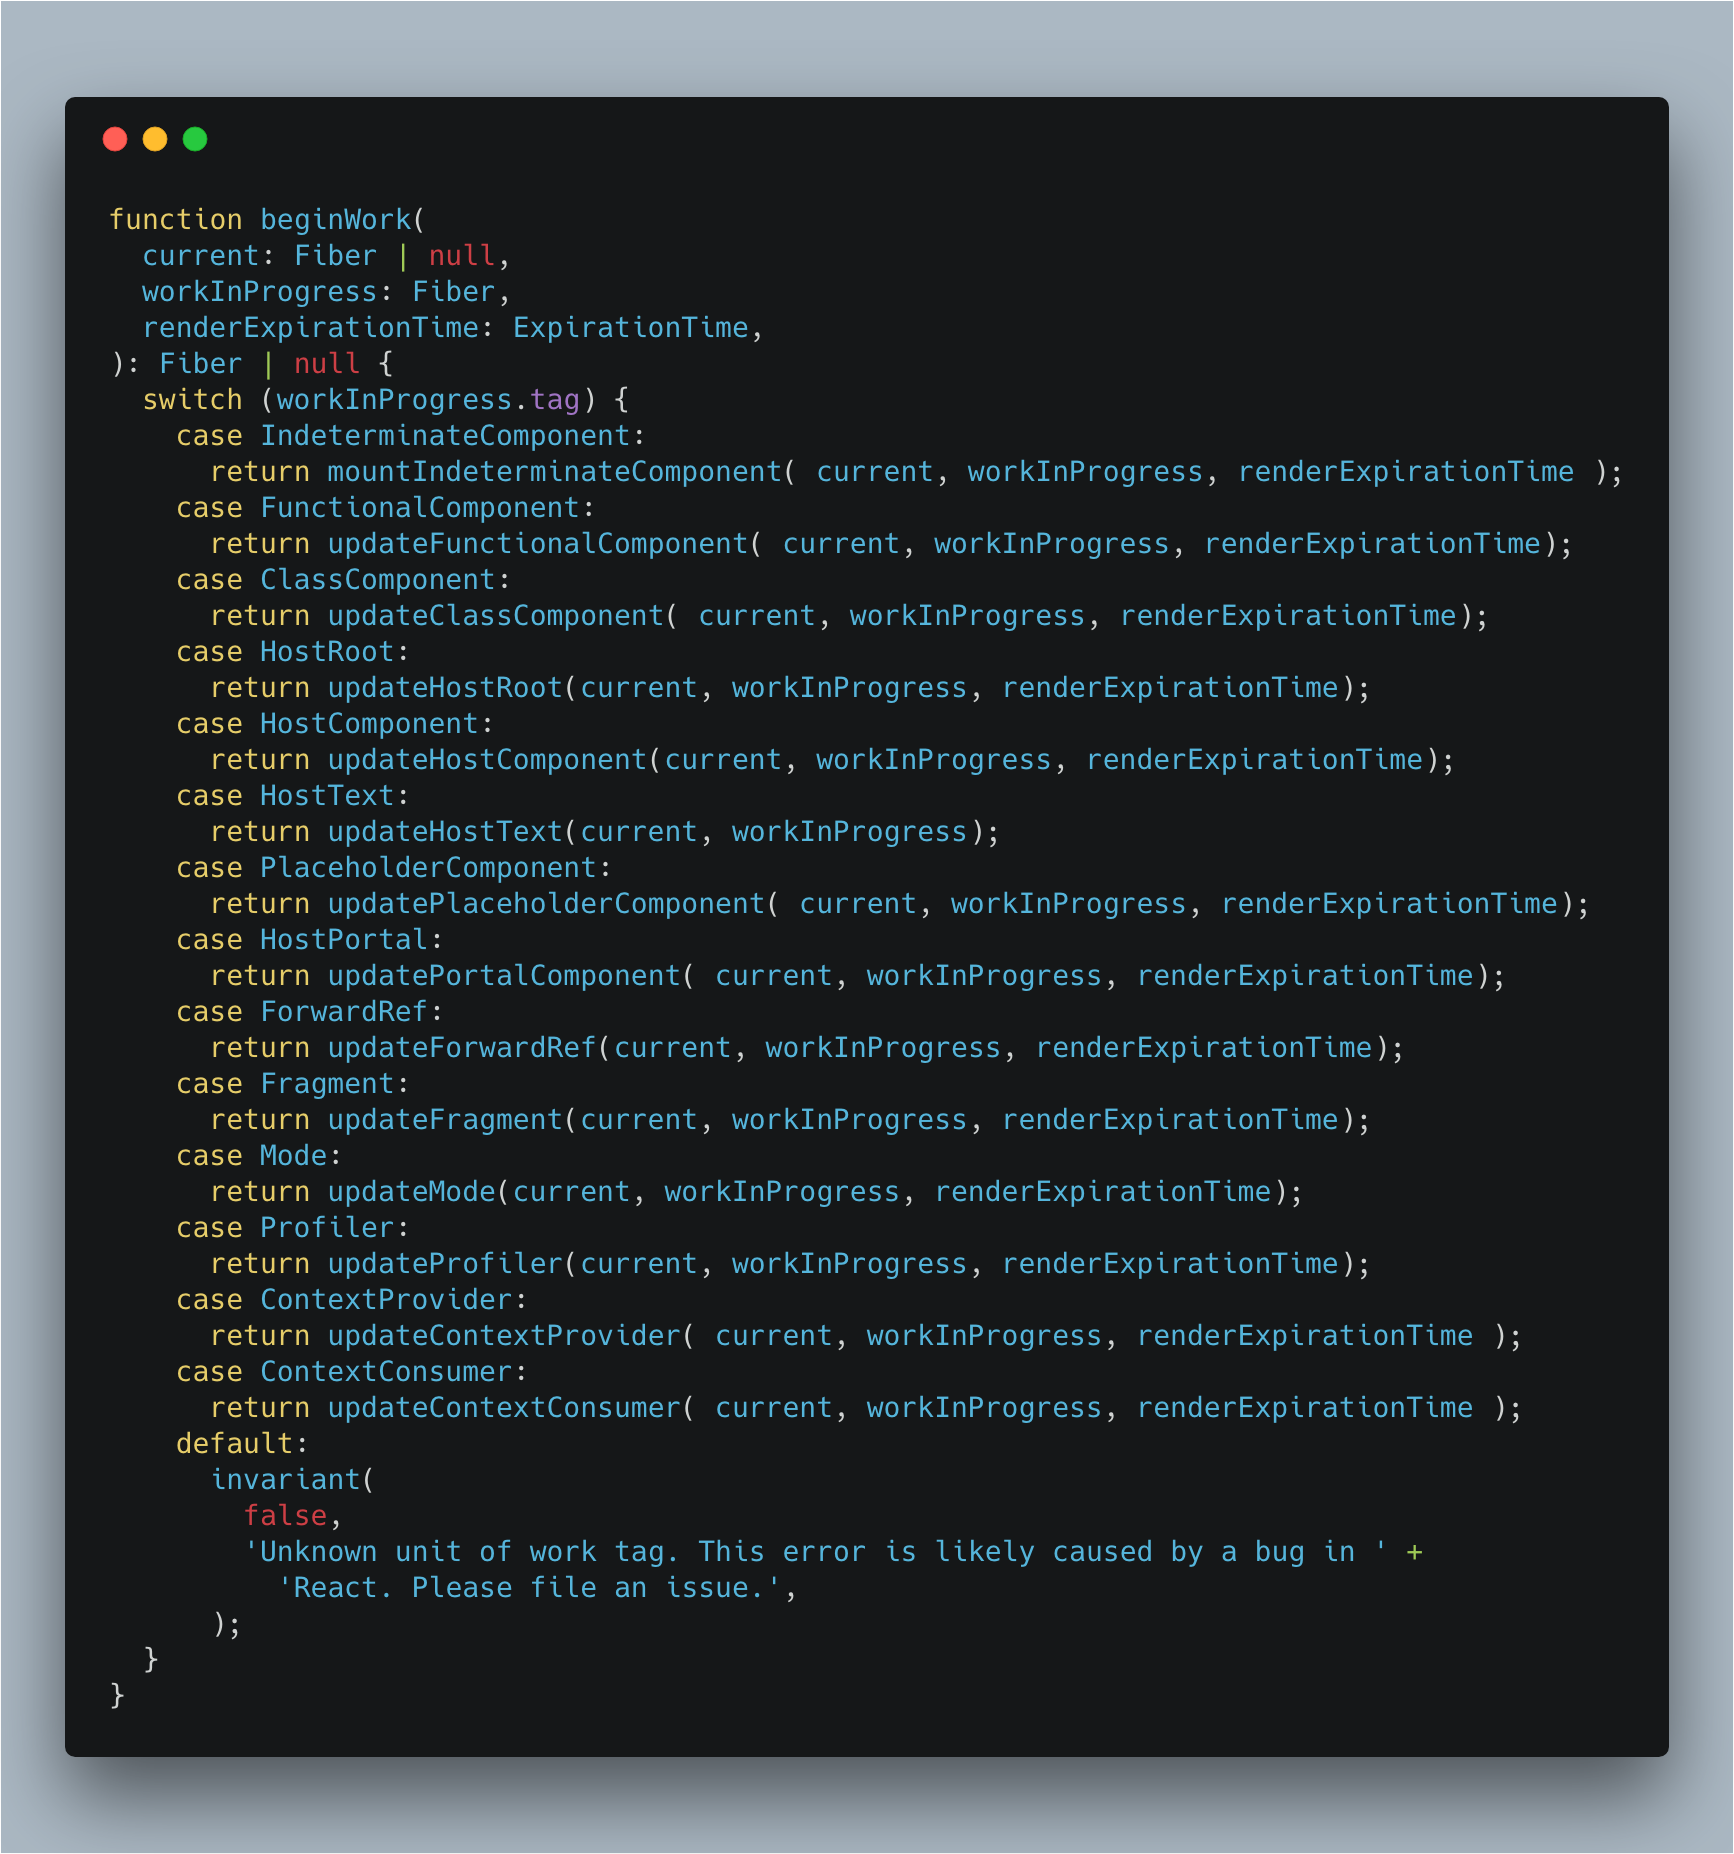 function beginWork(
  current: Fiber | null,
  workInProgress: Fiber,
  renderExpirationTime: ExpirationTime,
): Fiber | null {
  switch (workInProgress.tag) {
    case IndeterminateComponent:
      return mountIndeterminateComponent( current, workInProgress, renderExpirationTime );
    case FunctionalComponent:
      return updateFunctionalComponent( current, workInProgress, renderExpirationTime);
    case ClassComponent:
      return updateClassComponent( current, workInProgress, renderExpirationTime);
    case HostRoot:
      return updateHostRoot(current, workInProgress, renderExpirationTime);
    case HostComponent:
      return updateHostComponent(current, workInProgress, renderExpirationTime);
    case HostText:
      return updateHostText(current, workInProgress);
    case PlaceholderComponent:
      return updatePlaceholderComponent( current, workInProgress, renderExpirationTime);
    case HostPortal:
      return updatePortalComponent( current, workInProgress, renderExpirationTime);
    case ForwardRef:
      return updateForwardRef(current, workInProgress, renderExpirationTime);
    case Fragment:
      return updateFragment(current, workInProgress, renderExpirationTime);
    case Mode:
      return updateMode(current, workInProgress, renderExpirationTime);
    case Profiler:
      return updateProfiler(current, workInProgress, renderExpirationTime);
    case ContextProvider:
      return updateContextProvider( current, workInProgress, renderExpirationTime );
    case ContextConsumer:
      return updateContextConsumer( current, workInProgress, renderExpirationTime );
    default:
      invariant(
        false,
        'Unknown unit of work tag. This error is likely caused by a bug in ' +
          'React. Please file an issue.',
      );
  }
}